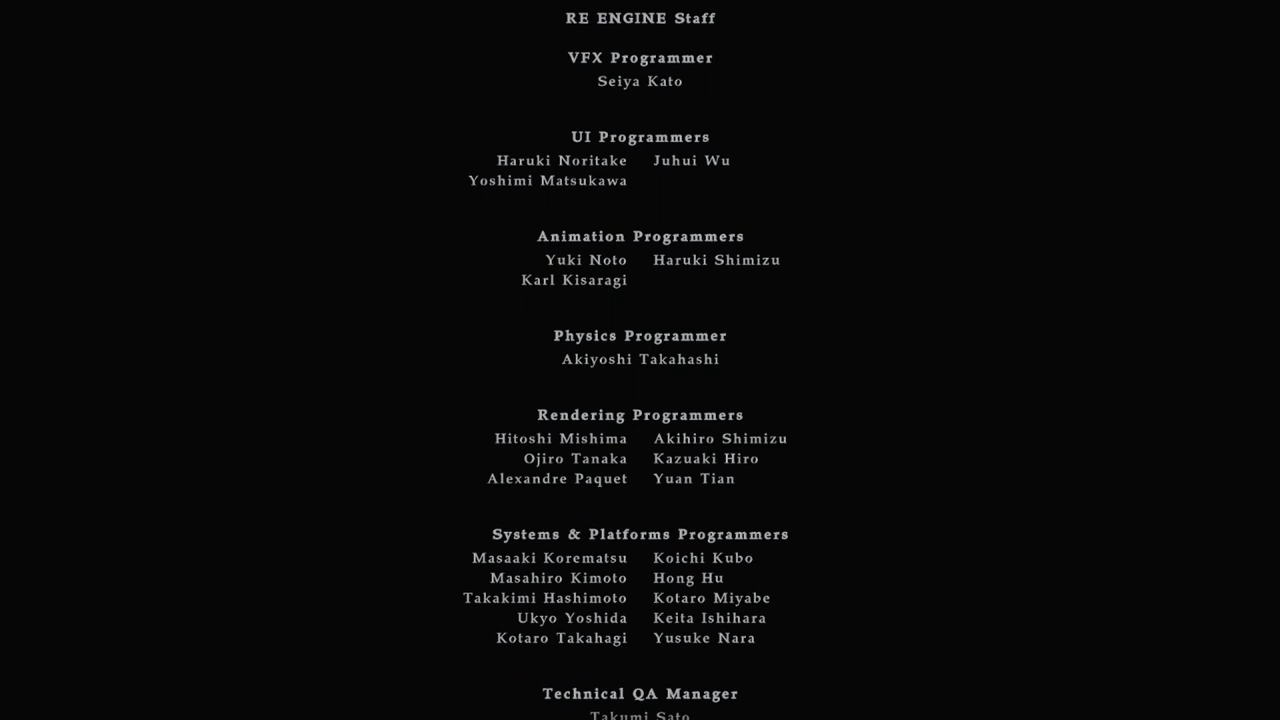 RE ENGINE Staff
VFX Programmer
Seiya Kato
UI Programmers
Haruki Noritake Juhui Wu
Yoshimi Matsukawa
Animation Programmers
Yuki Noto Haruki Shimizu
Karl Kisaragi
Physics Programmer
Akiyoshi Takahashi
Rendering Programmers
Hitoshi Mishima Akihiro Shimizu
Ojiro Tanaka Kazuaki Hiro
Alexandre Paquet Yuan Tian
Systems & Platforms Programmers
Masaaki Korematsu Koichi Kubo
Masahiro Kimoto Hong Hu
Takakimi Hashimoto Kotaro Miyabe
Ukyo Yoshida Keita Ishihara
Kotaro Takahagi Yusuke Nara
Technical QA Manager
Takumi Sato